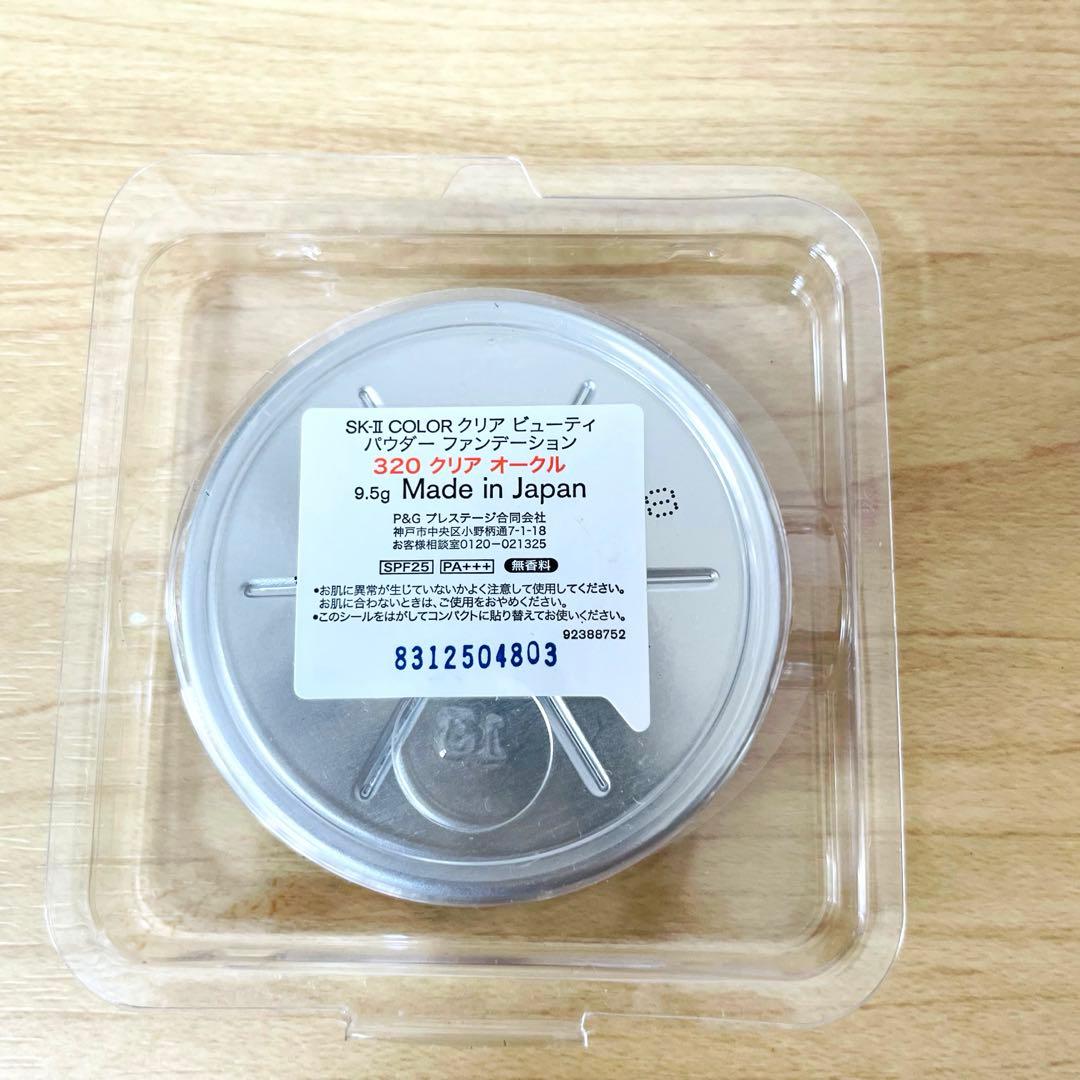 SK-II COLOR クリア ビューティ
パウダー ファンデーション
320 クリア オークル
9.5g Made in Japan
P&G プレステージ合同会社
神戸市中央区小野柄通7-1-18
お客様相談室0120-021325
SPF25 PA+++ 無香料
•お肌に異常が生じていないかよく注意して使用してください。
お肌に合わないときは、ご使用をおやめください。
•このシールをはがしてコンパクトに貼り替えてお使いください。
92388752
8312504803